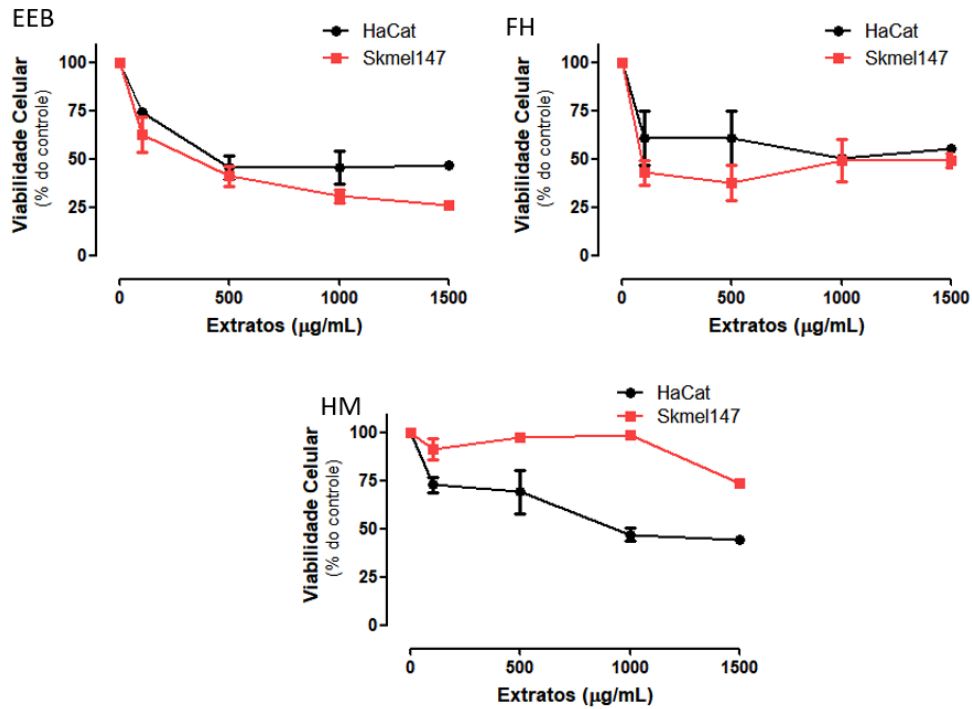 EEB
HaCat
Skmel147
100
75
50
25
0
Viabilidade Celular
(% do controle)
0 500 1000 1500
Extratos (µg/mL)
FH
HaCat
Skmel147
100
75
50
25
0
Viabilidade Celular
(% do controle)
0 500 1000 1500
Extratos (µg/mL)
HM
HaCat
Skmel147
100
75
50
25
0
Viabilidade Celular
(% do controle)
0 500 1000 1500
Extratos (µg/mL)